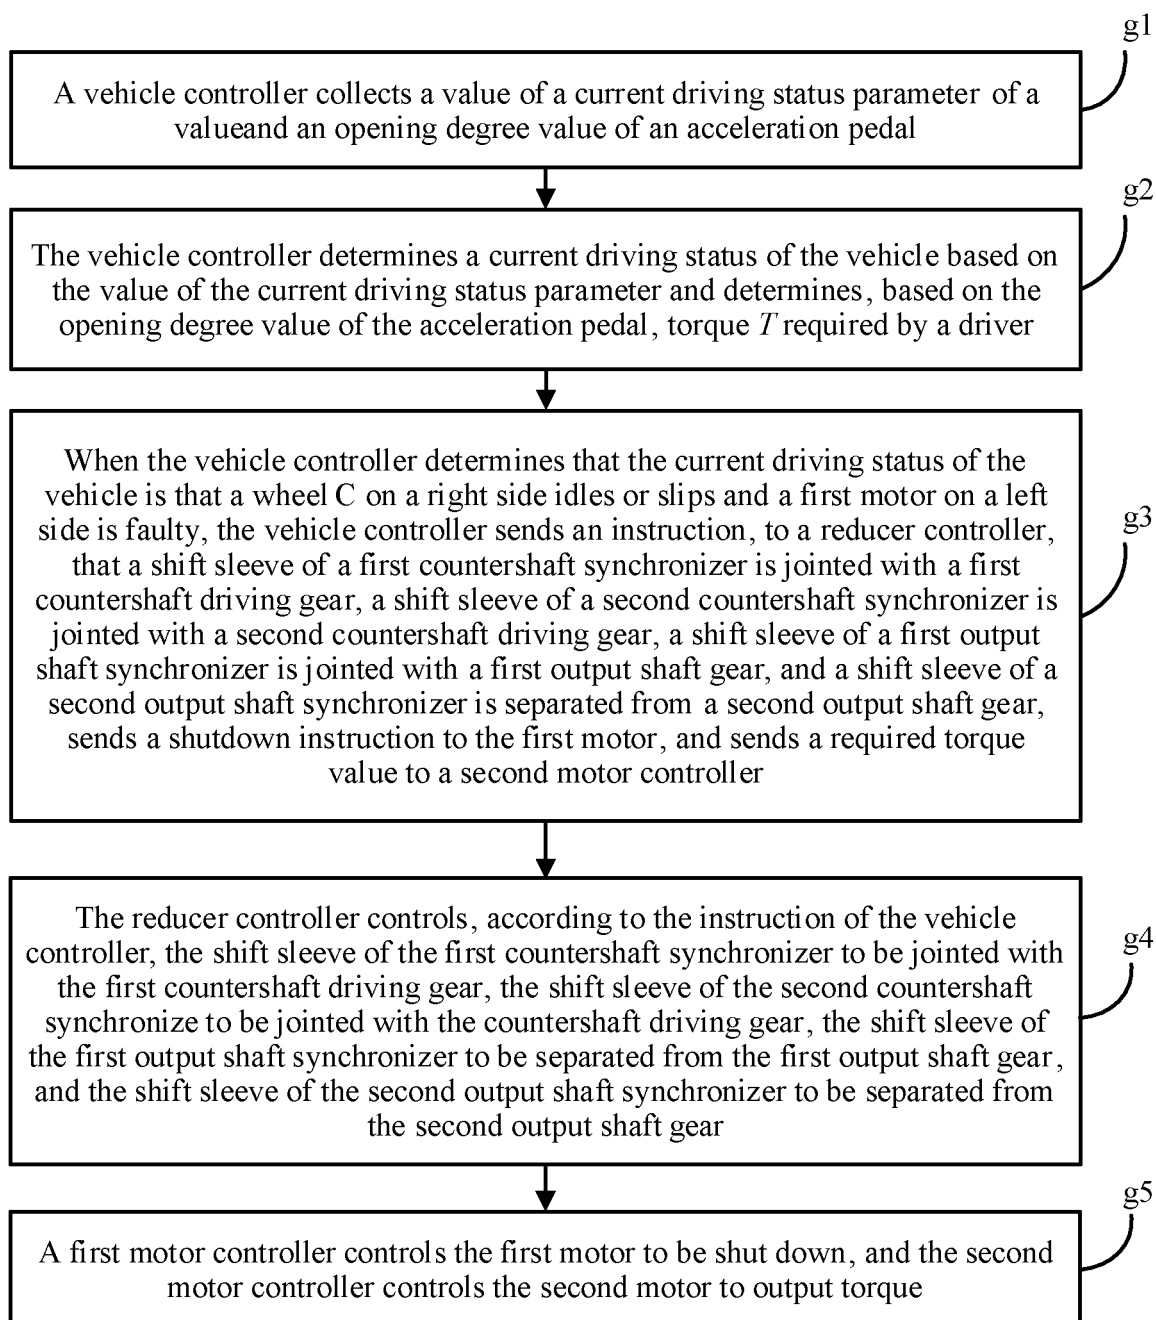 g1
A vehicle controller collects a value of a current driving status parameter of a
valueand an opening degree value of an acceleration pedal
g2
The vehicle controller determines a current driving status of the vehicle based on
the value of the current driving status parameter and determines, based on the
opening degree value of the acceleration pedal, torque T required by a driver
When the vehicle controller determines that the current driving status of the
vehicle is that a wheel C on a right side idles or slips and a first motor on a left
side is faulty, the vehicle controller sends an instruction, to a reducer controller,
that a shift sleeve of a first countershaft synchronizer is jointed with a first
countershaft driving gear, a shift sleeve of a second countershaft synchronizer is
jointed with a second countershaft driving gear, a shift sleeve of a first output
shaft synchronizer is jointed with a first output shaft gear, and a shift sleeve of a
second output shaft synchronizer is separated from a second output shaft gear,
sends a shutdown instruction to the first motor, and sends a required torque
value to a second motor controller
g3
The reducer controller controls, according to the instruction of the vehicle
controller, the shift sleeve of the first countershaft synchronizer to be jointed with
the first countershaft driving gear, the shift sleeve of the second countershaft
synchronize to be jointed with the countershaft driving gear, the shift sleeve of
the first output shaft synchronizer to be separated from the first output shaft gear,
and the shift sleeve of the second output shaft synchronizer to be separated from
the second output shaft gear
g4
g5
A first motor controller controls the first motor to be shut down, and the second
motor controller controls the second motor to output torque